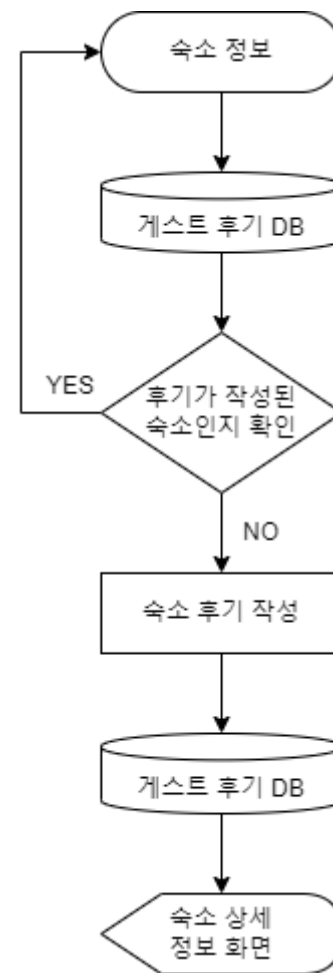 숙소 정보
게스트 후기 DB
후기가 작성된
숙소인지 확인
YES
NO
숙소 후기 작성
게스트 후기 DB
숙소 상세
정보 화면